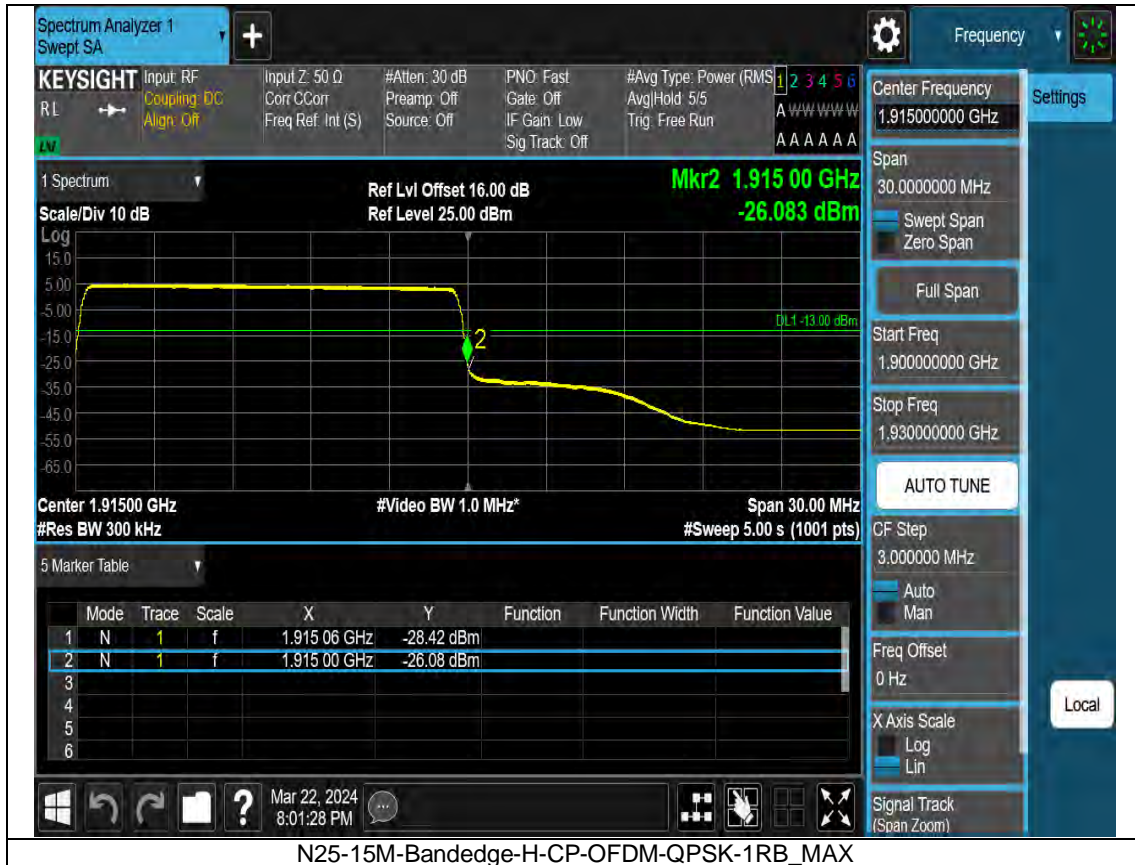 Spectrum Analyzer 1
Swept SA
+
Frequency
KEYSIGHT
RL
Input: RF
Coupling: DC
Align: Off
Input Z: 50 Ω
Corr CCorr
Freq Ref: Int (S)
#Atten: 30 dB
Preamp: Off
Source: Off
PNO: Fast
Gate: Off
IF Gain: Low
Sig Track: Off
#Avg Type: Power (RMS
Avg|Hold: 5/5
Trig: Free Run
1 2 3 4 5 6
A W W W W W
A A A A A A
1 Spectrum
Scale/Div 10 dB
Ref Lvl Offset 16.00 dB
Ref Level 25.00 dBm
Mkr2 1.915 00 GHz
-26.083 dBm
Log
15.0
5.00
-5.00
-15.0
-25.0
-35.0
-45.0
-55.0
-65.0
DL1 -13.00 dBm
2
Center 1.91500 GHz
#Video BW 1.0 MHz*
Span 30.00 MHz
#Res BW 300 kHz
#Sweep 5.00 s (1001 pts)
5 Marker Table
Mode Trace Scale X Y Function Function Width Function Value
1 N 1 f 1.915 06 GHz -28.42 dBm
2 N 1 f 1.915 00 GHz -26.08 dBm
3
4
5
6
?
Mar 22, 2024
8:01:28 PM
Center Frequency
1.915000000 GHz
Settings
Span
30.0000000 MHz
Swept Span
Zero Span
Full Span
Start Freq
1.900000000 GHz
Stop Freq
1.930000000 GHz
AUTO TUNE
CF Step
3.000000 MHz
Auto
Man
Freq Offset
0 Hz
Local
X Axis Scale
Log
Lin
Signal Track
(Span Zoom)
N25-15M-Bandedge-H-CP-OFDM-QPSK-1RB_MAX